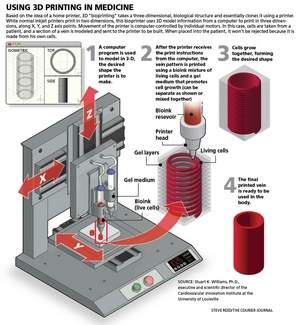 USING 3D PRINTING IN MEDICINE
Based on the idea of a home printer, 3D "bioprinting" takes a three-dimensional, biological structure and essentially clones it using a printer.
While normal inkjet printers print in two dimensions, this bioprinter uses 3D model information from a computer to print in three dimen-
sions, along X, Y, and Z axis points. Movement is made by a computer-controlled by individual motors. In this case, cells are taken from a
patient, and a section of a vein is modeled and sent to the printer to be built. When placed into the patient, it won't be rejected because it is
made from his own cells.
ISOMETRIC
TOP
SIDE
1
A computer
program is used
to model in 3-D,
the desired
shape the
printer is to
make.
2
After the printer receives
the print instructions
from the computer, the
vein pattern is printed
using a bioink mixture of
living cells and a gel
medium that promotes
cell growth (can be
separate as shown or
mixed together)
3
Cells grow
together, forming
the desired shape
Bioink
resevoir
Printer
head
Gel layers
Living cells
Gel medium
Bioink
(live cells)
Z
X
Y
4
The final
printed vein
is ready to be
used in the
body.
SOURCE: Stuart K. Williams, Ph.D.,
executive and scientific director of the
Cardiovascular Innovation Institute at the
University of Louisville
STEVE REED/THE COURIER-JOURNAL